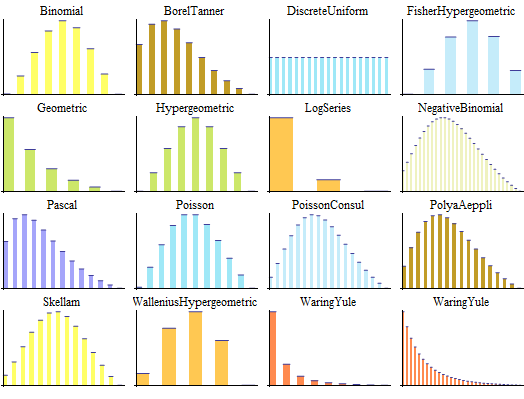 Binomial
BorelTanner
DiscreteUniform
FisherHypergeometric
Geometric
Hypergeometric
LogSeries
NegativeBinomial
Pascal
Poisson
PoissonConsul
PolyaAeppli
Skellam
WalleniusHypergeometric
WaringYule
WaringYule